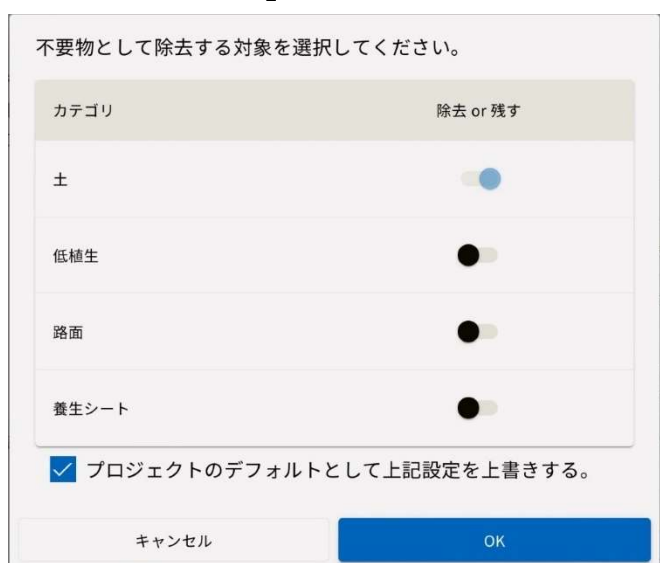 不要物として除去する対象を選択してください。
カテゴリ 除去 or 残す
土
低植生
路面
養生シート
プロジェクトのデフォルトとして上記設定を上書きする。
キャンセル OK